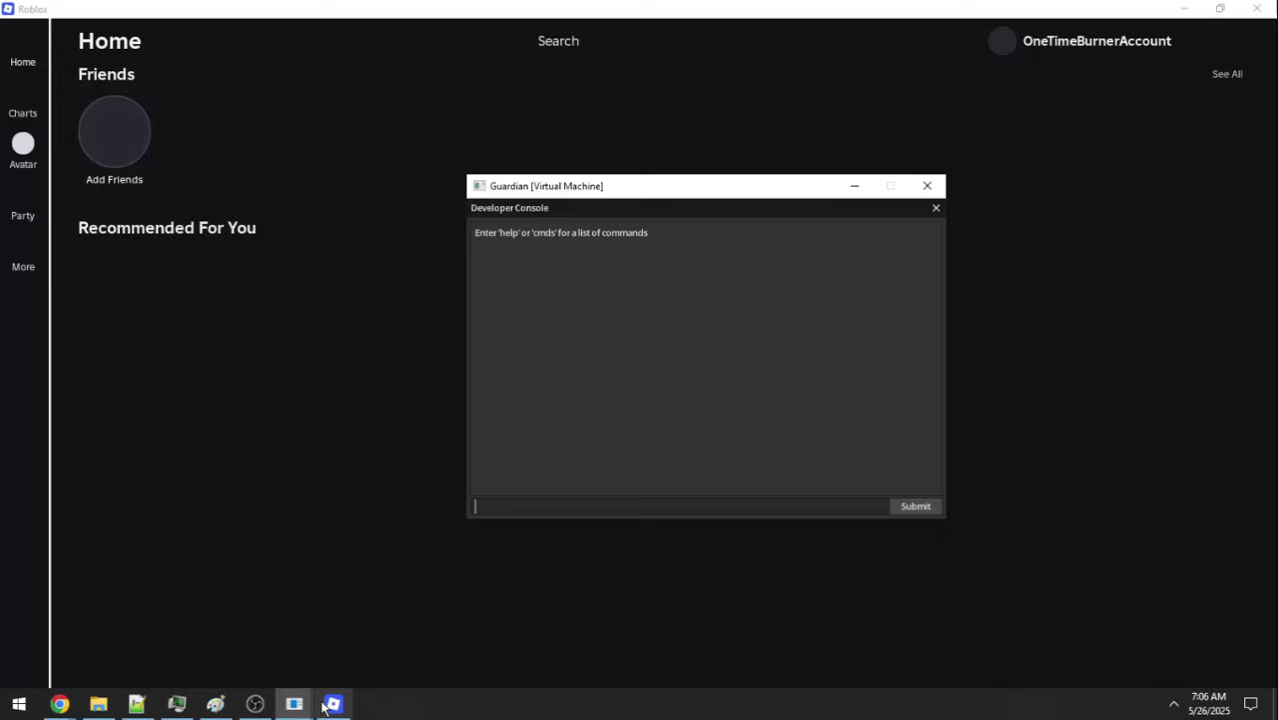 Roblox
Home
Search
OneTimeBurnerAccount
Friends
See All
Home
Charts
Avatar
Party
More
Add Friends
Recommended For You
Guardian [Virtual Machine]
Developer Console
Enter 'help' or 'cmds' for a list of commands
Submit
7:06 AM
5/26/2025